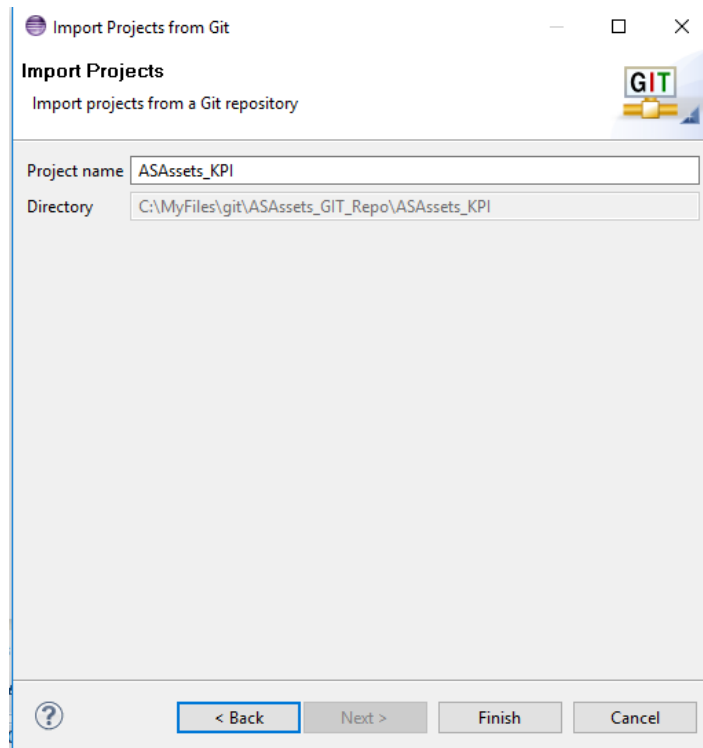 Import Projects from Git
Import Projects
Import projects from a Git repository
GIT
Project name ASAssets_KPI
Directory C:\MyFiles\git\ASAssets_GIT_Repo\ASAssets_KPI
? < Back Next > Finish Cancel